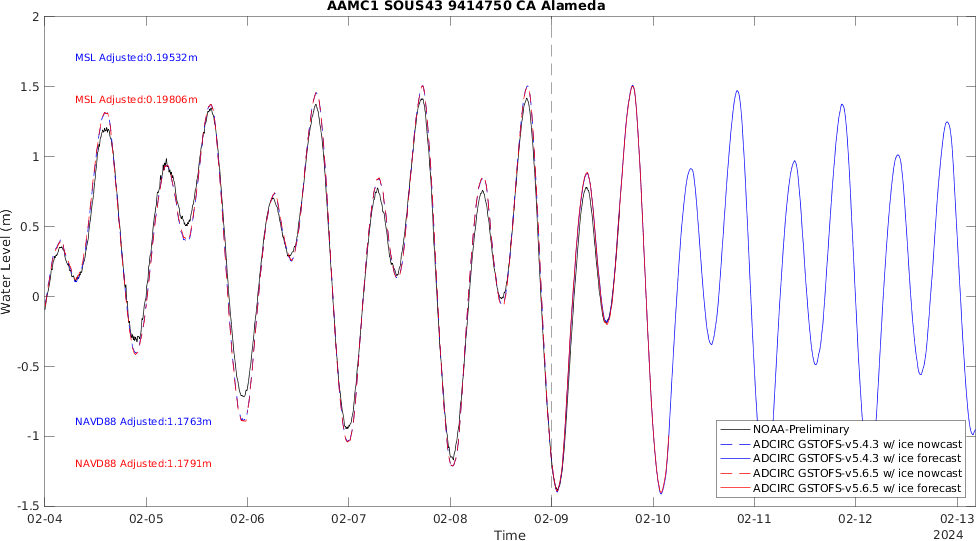 AAMC1 SOUS43 9414750 CA Alameda
2
1.5
1
0.5
0
-0.5
-1
-1.5
Water Level (m)
MSL Adjusted:0.19532m
MSL Adjusted:0.19806m
NAVD88 Adjusted:1.1763m
NAVD88 Adjusted:1.1791m
NOAA-Preliminary
ADCIRC GSTOFS-v5.4.3 w/ ice nowcast
ADCIRC GSTOFS-v5.4.3 w/ ice forecast
ADCIRC GSTOFS-v5.6.5 w/ ice nowcast
ADCIRC GSTOFS-v5.6.5 w/ ice forecast
02-04 02-05 02-06 02-07 02-08 02-09 02-10 02-11 02-12 02-13
Time
2024